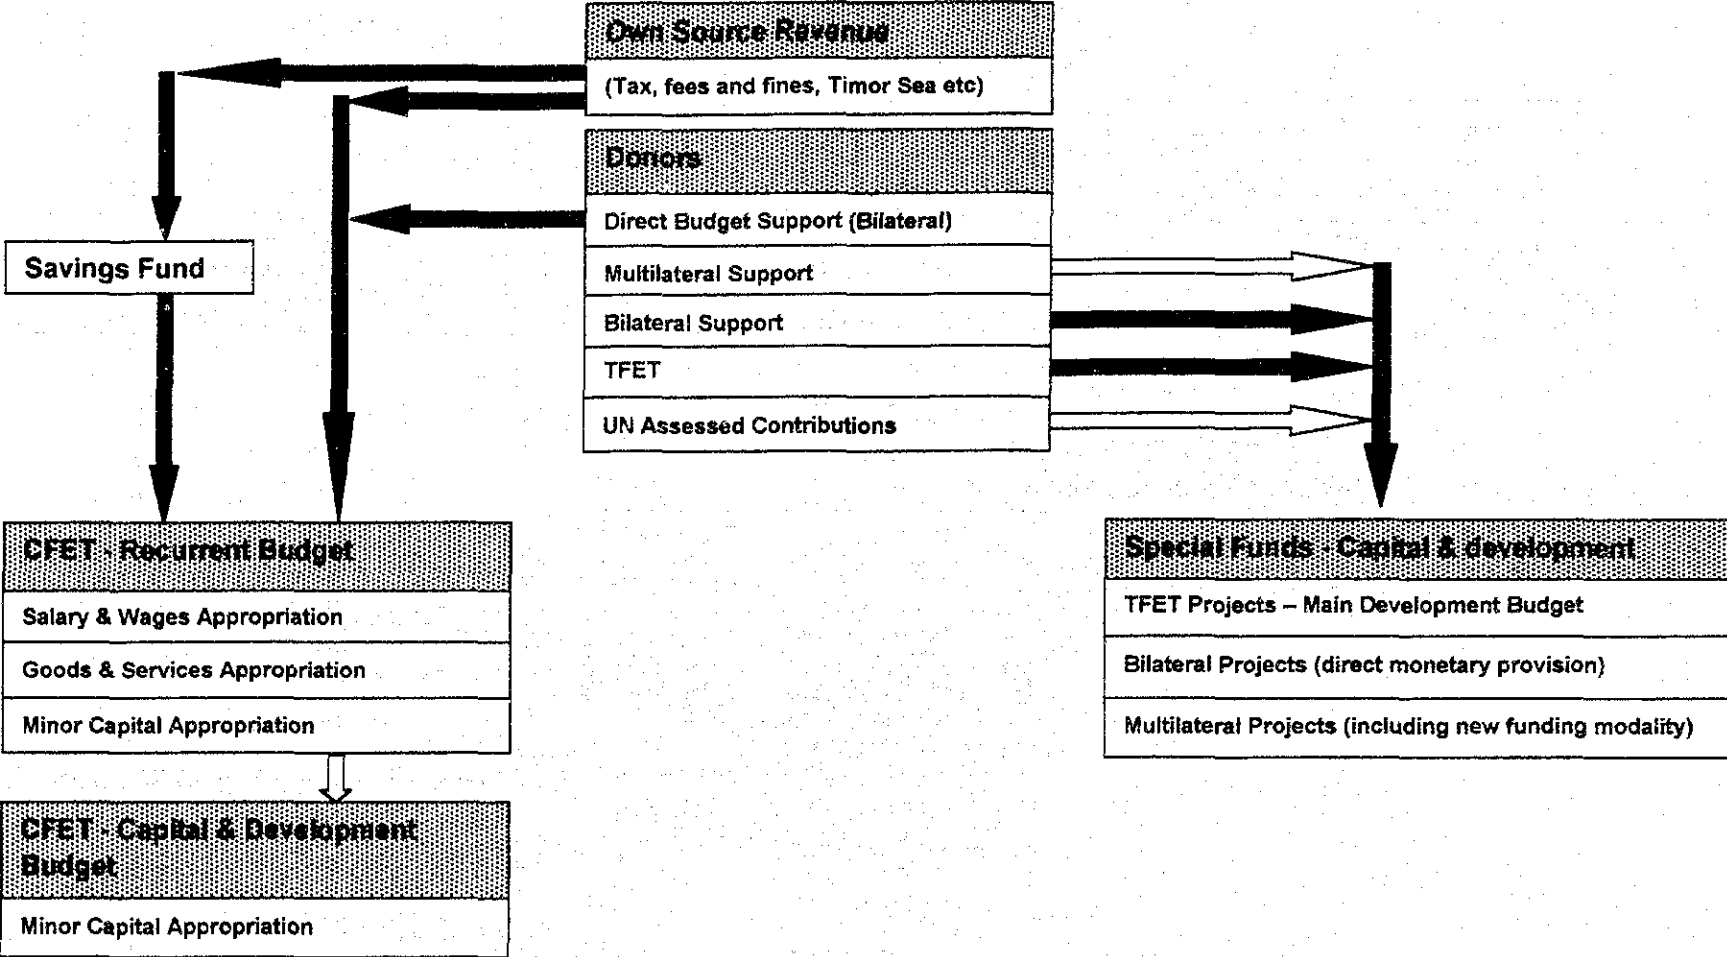 Own Source Revenue
(Tax, fees and fines, Timor Sea etc)
Donors
Direct Budget Support (Bilateral)
Multilateral Support
Bilateral Support
TFET
UN Assessed Contributions
Savings Fund
CFET - Recurrent Budget
Salary & Wages Appropriation
Goods & Services Appropriation
Minor Capital Appropriation
CFET - Capital & Development
Budget
Minor Capital Appropriation
Special Funds - Capital & development
TFET Projects – Main Development Budget
Bilateral Projects (direct monetary provision)
Multilateral Projects (including new funding modality)